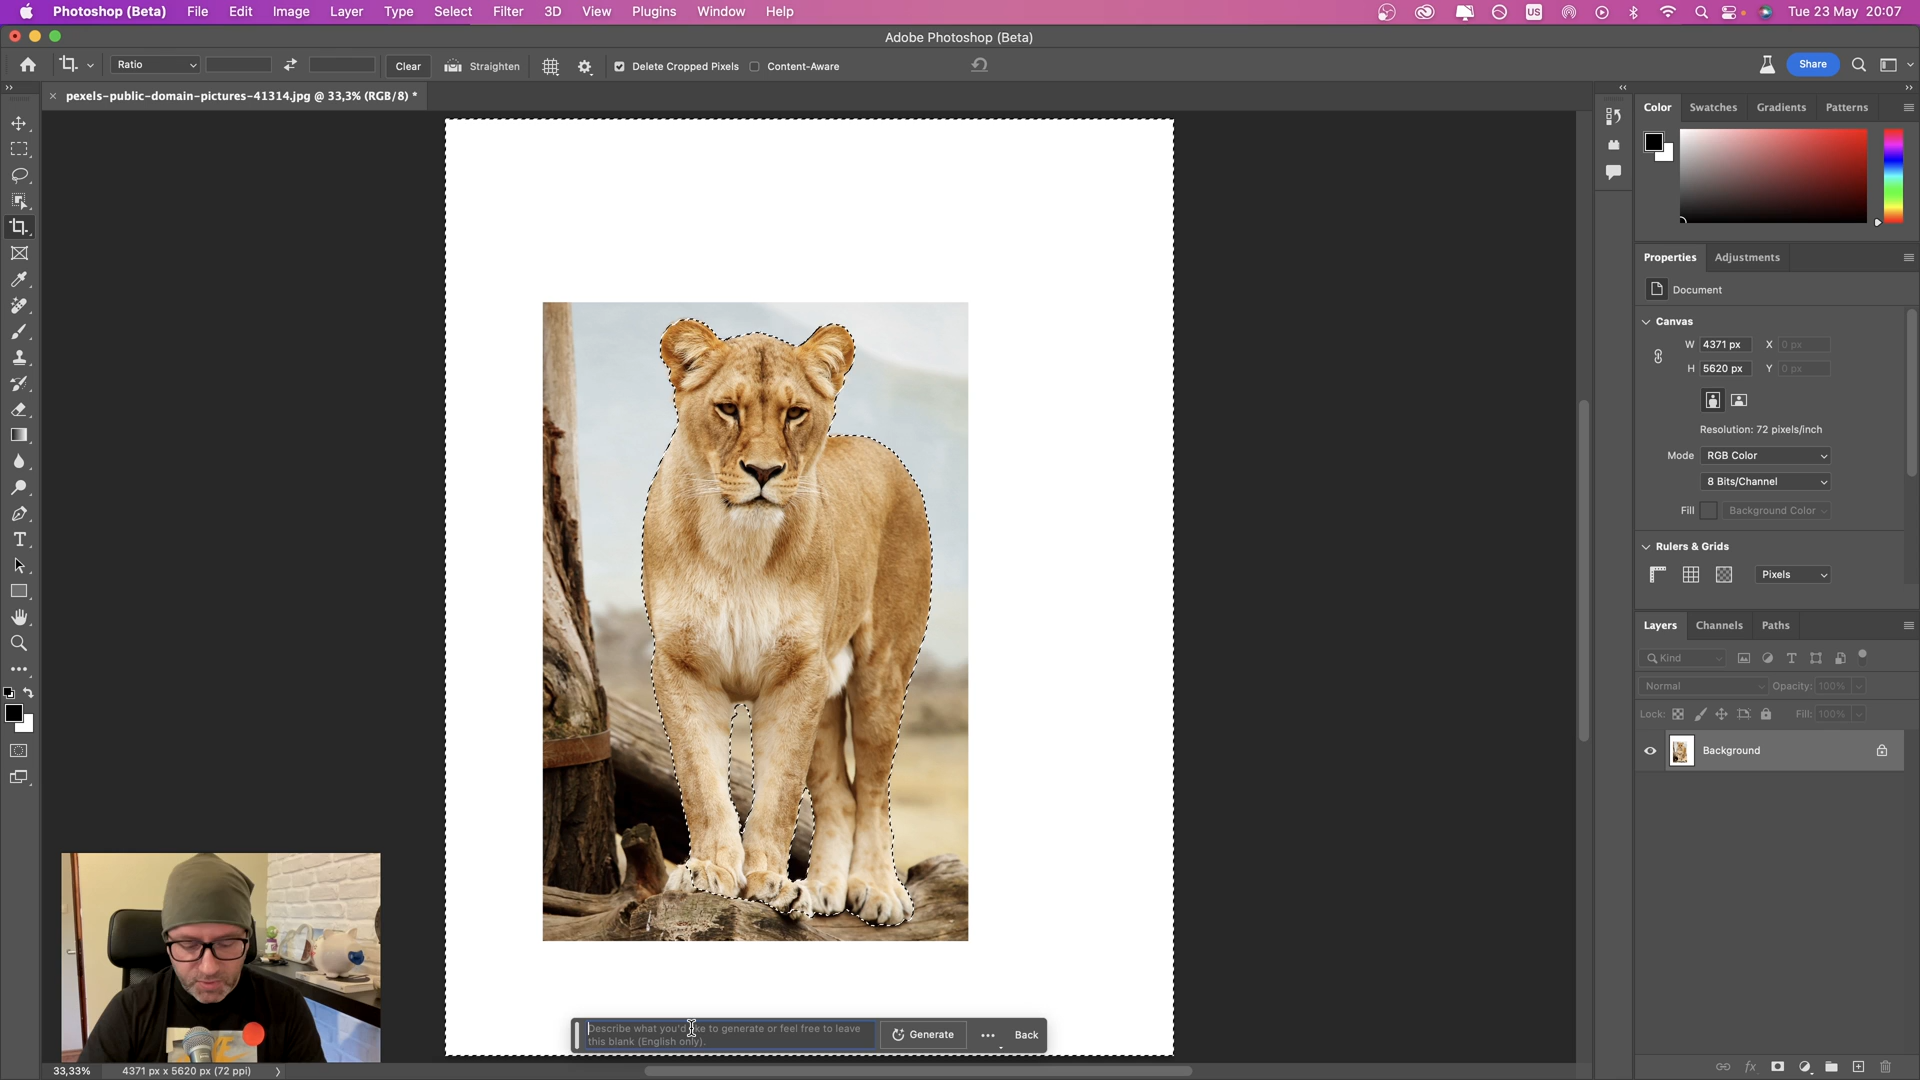 Photoshop (Beta) File Edit Image Layer Type Select Filter 3D View Plugins Window Help US Tue 23 May 20:07
Adobe Photoshop (Beta)
Ratio Clear Straighten Delete Cropped Pixels Content-Aware Share
pexels-public-domain-pictures-41314.jpg @ 33,3% (RGB/8) *
Color Swatches Gradients Patterns
Properties Adjustments
Document
Canvas
W 4371 px X 0 px
H 5620 px Y 0 px
Resolution: 72 pixels/inch
Mode RGB Color
8 Bits/Channel
Fill Background Color
Rulers & Grids
Pixels
Layers Channels Paths
Kind
Normal Opacity: 100%
Lock: Fill: 100%
Background
Describe what you'd like to generate or feel free to leave
this blank (English only).
Generate Back
33,33% 4371 px x 5620 px (72 ppi)